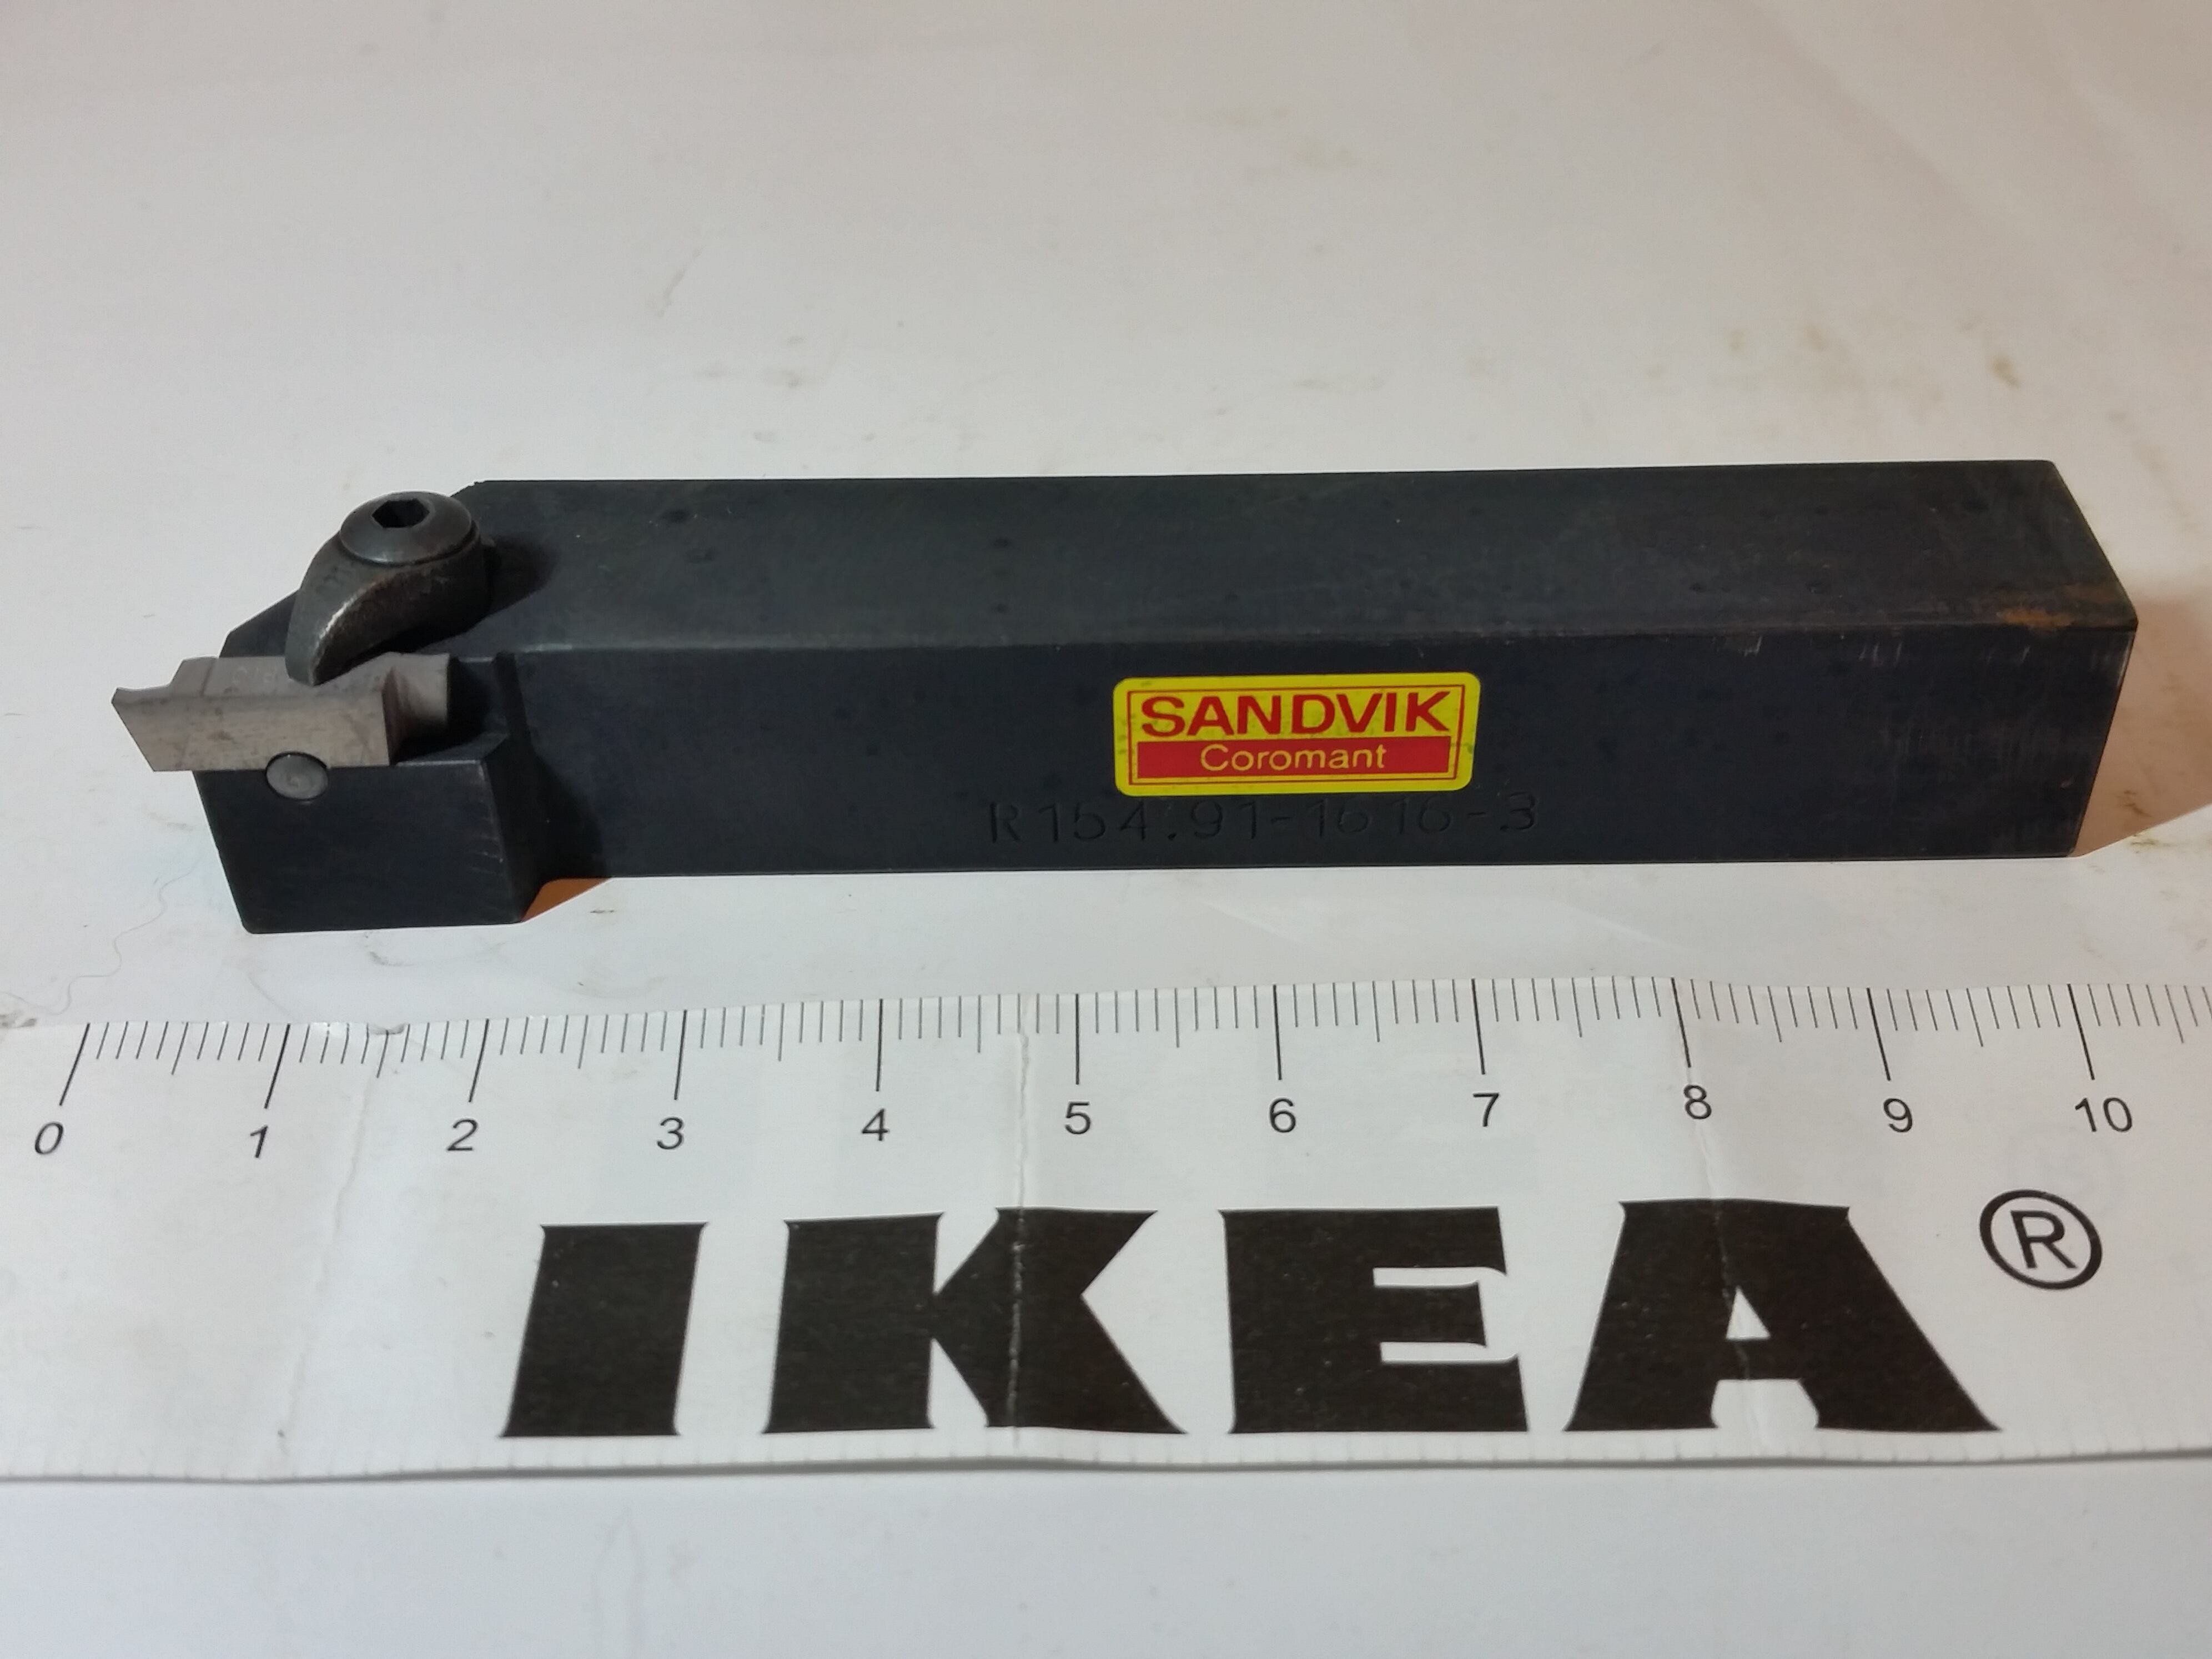 SANDVIK
Coromant
R154.91-1616-3
0 1 2 3 4 5 6 7 8 9 10
IKEA®